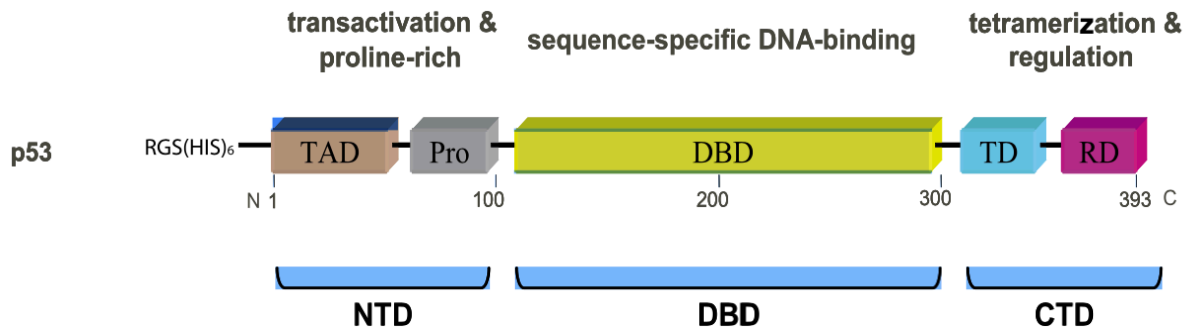 transactivation &
proline-rich
sequence-specific DNA-binding
tetramerization &
regulation
p53
RGS(HIS)₆
TAD
Pro
DBD
TD
RD
N 1
100
200
300
393 C
NTD
DBD
CTD